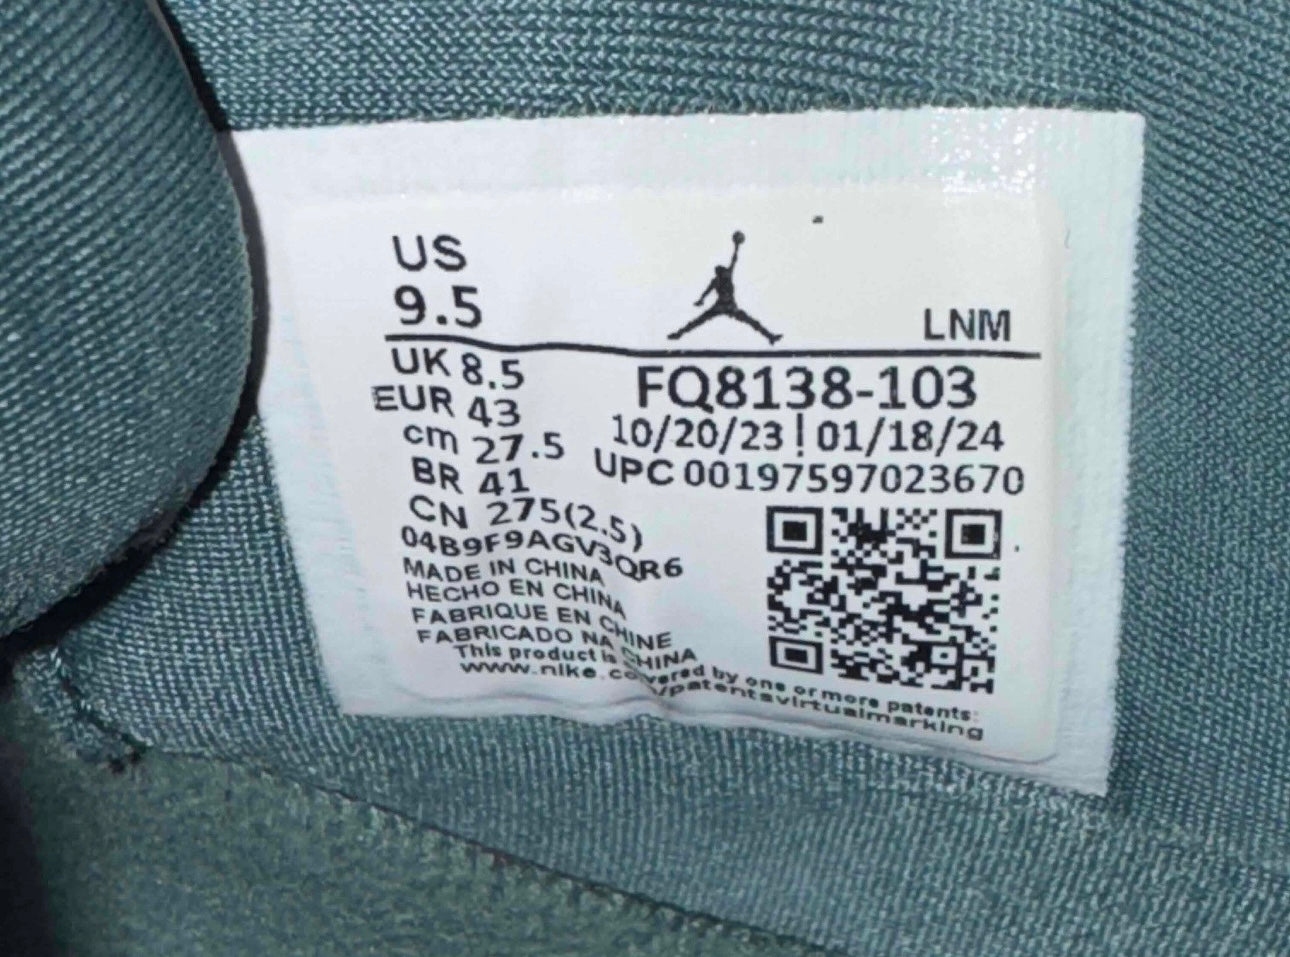 US
9.5
LNM
UK 8.5
EUR 43
cm 27.5
BR 41
CN 275(2.5)
04B9F9AGV3QR6
MADE IN CHINA
HECHO EN CHINA
FABRIQUE EN CHINE
FABRICADO NA CHINA
FQ8138-103
10/20/23 | 01/18/24
UPC 00197597023670
This product is covered by one or more patents:
www.nike.com/patentsvirtualmarking